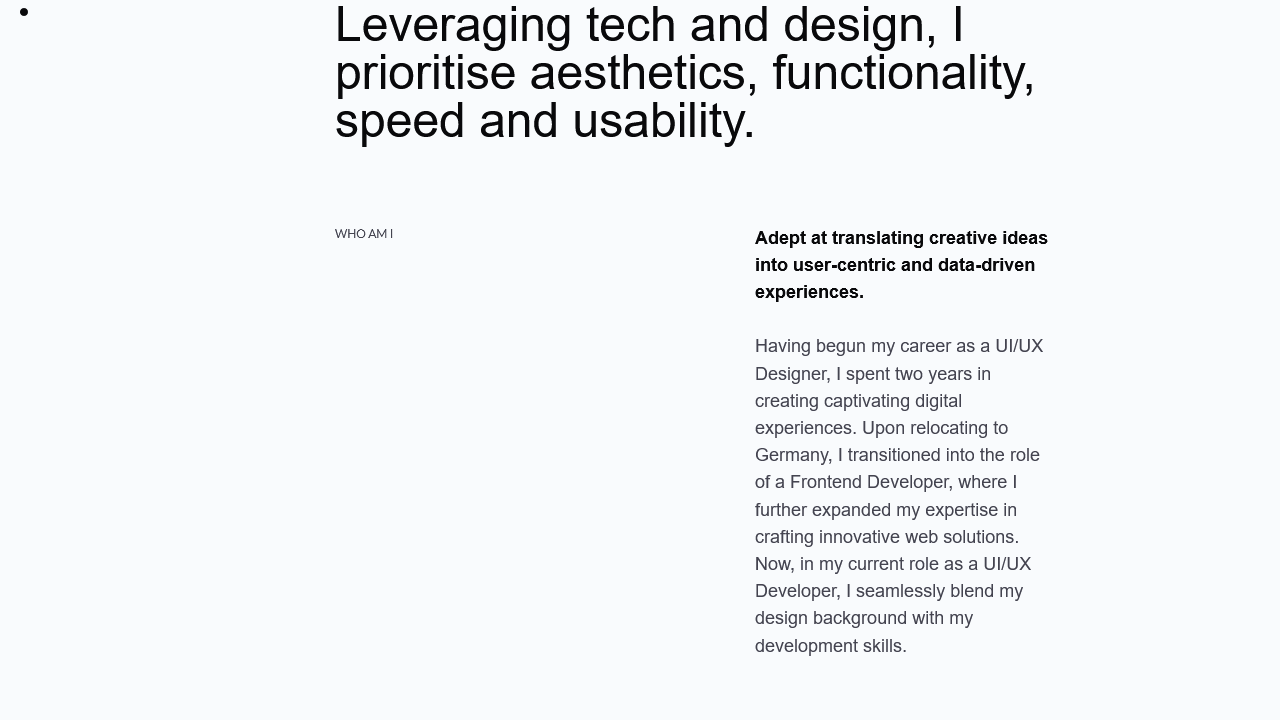 Leveraging tech and design, I
prioritise aesthetics, functionality,
speed and usability.
WHO AM I
Adept at translating creative ideas
into user-centric and data-driven
experiences.
Having begun my career as a UI/UX
Designer, I spent two years in
creating captivating digital
experiences. Upon relocating to
Germany, I transitioned into the role
of a Frontend Developer, where I
further expanded my expertise in
crafting innovative web solutions.
Now, in my current role as a UI/UX
Developer, I seamlessly blend my
design background with my
development skills.